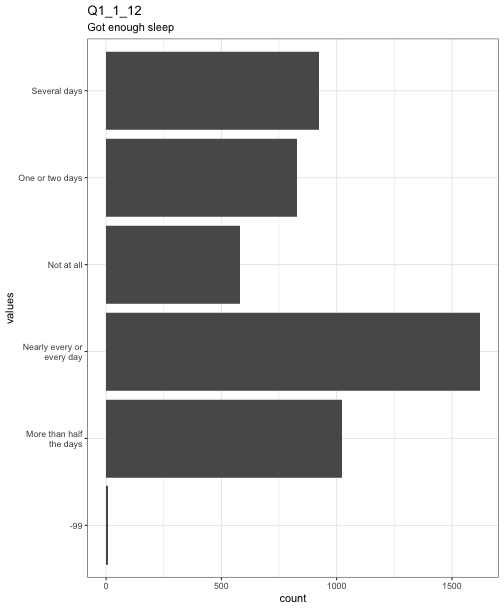 Q1_1_12
Got enough sleep
Several days
One or two days
Not at all
Nearly every or
every day
More than half
the days
-99
values
0
500
1000
1500
count